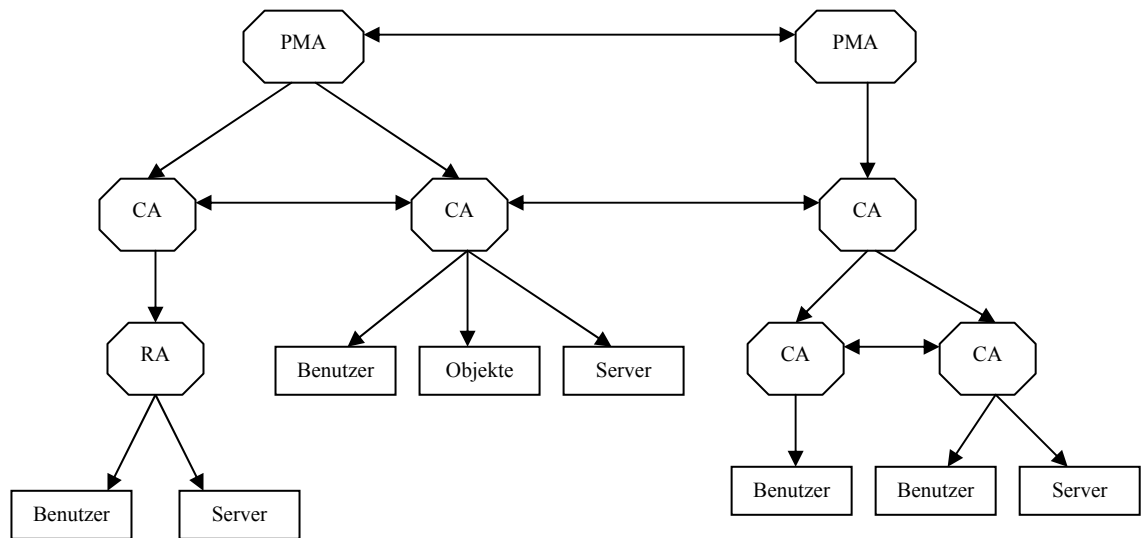 PMA
PMA
CA
CA
CA
RA
Benutzer
Objekte
Server
CA
CA
Benutzer
Server
Benutzer
Benutzer
Server